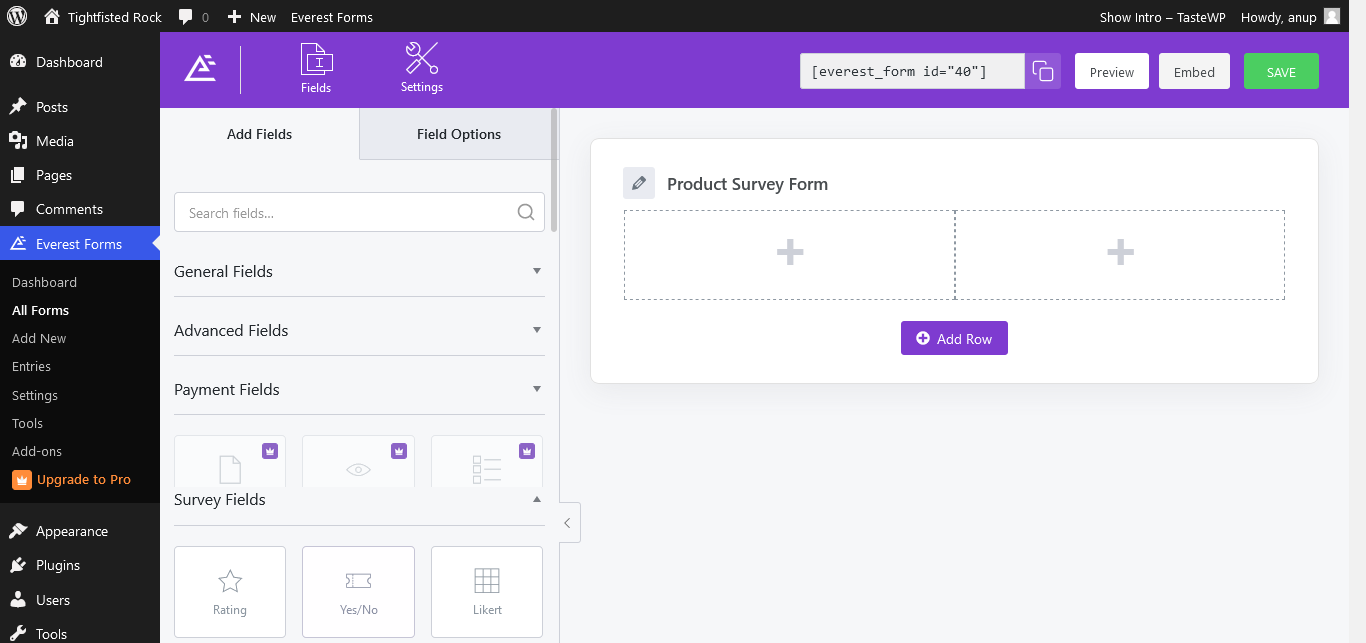 Tightfisted Rock
0
New
Everest Forms
Show Intro – TasteWP
Howdy, anup
Dashboard
Posts
Media
Pages
Comments
Everest Forms
Dashboard
All Forms
Add New
Entries
Settings
Tools
Add-ons
Upgrade to Pro
Appearance
Plugins
Users
Tools
Fields
Settings
[everest_form id="40"]
Preview
Embed
SAVE
Add Fields
Field Options
Search fields...
General Fields
Advanced Fields
Payment Fields
Survey Fields
Rating
Yes/No
Likert
Product Survey Form
Add Row